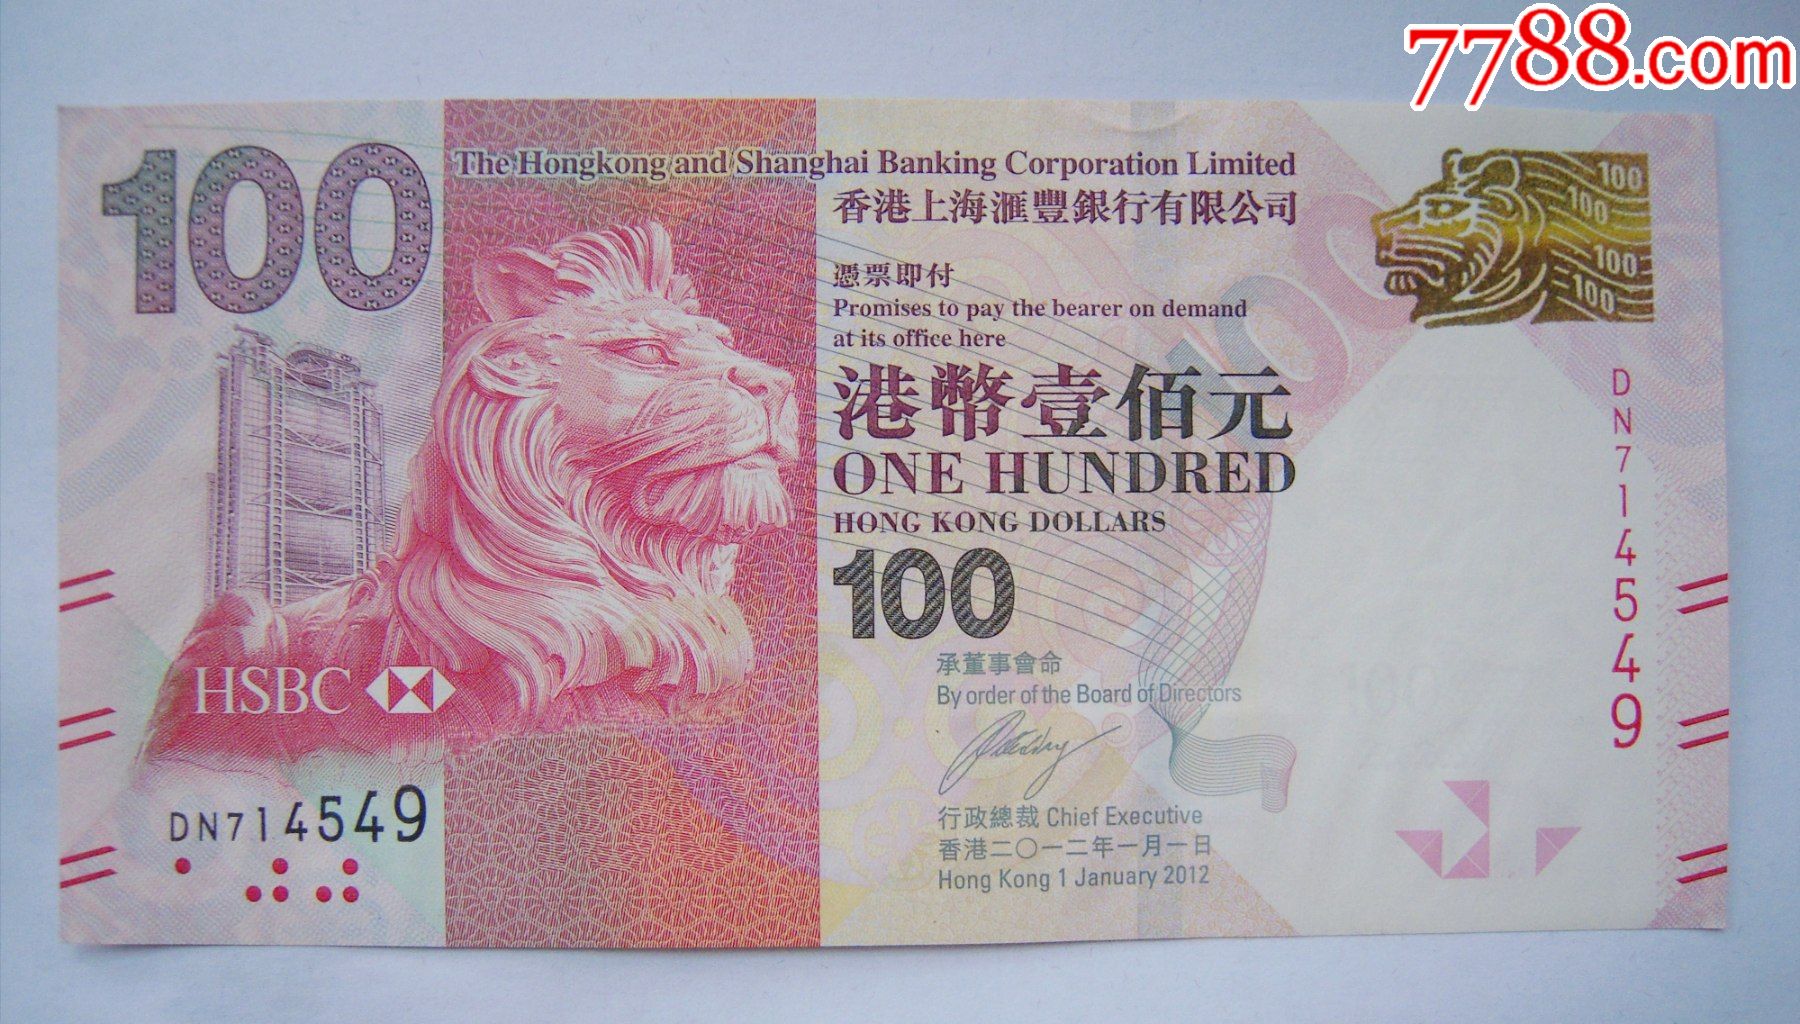 7788.com
100
The Hongkong and Shanghai Banking Corporation Limited
香港上海滙豐銀行有限公司
憑票即付
Promises to pay the bearer on demand
at its office here
港幣壹佰元
ONE HUNDRED
HONG KONG DOLLARS
100
承董事會命
By order of the Board of Directors
行政總裁 Chief Executive
香港二〇一二年一月一日
Hong Kong 1 January 2012
HSBC
DN714549
100
100
100
100
100
DN714549